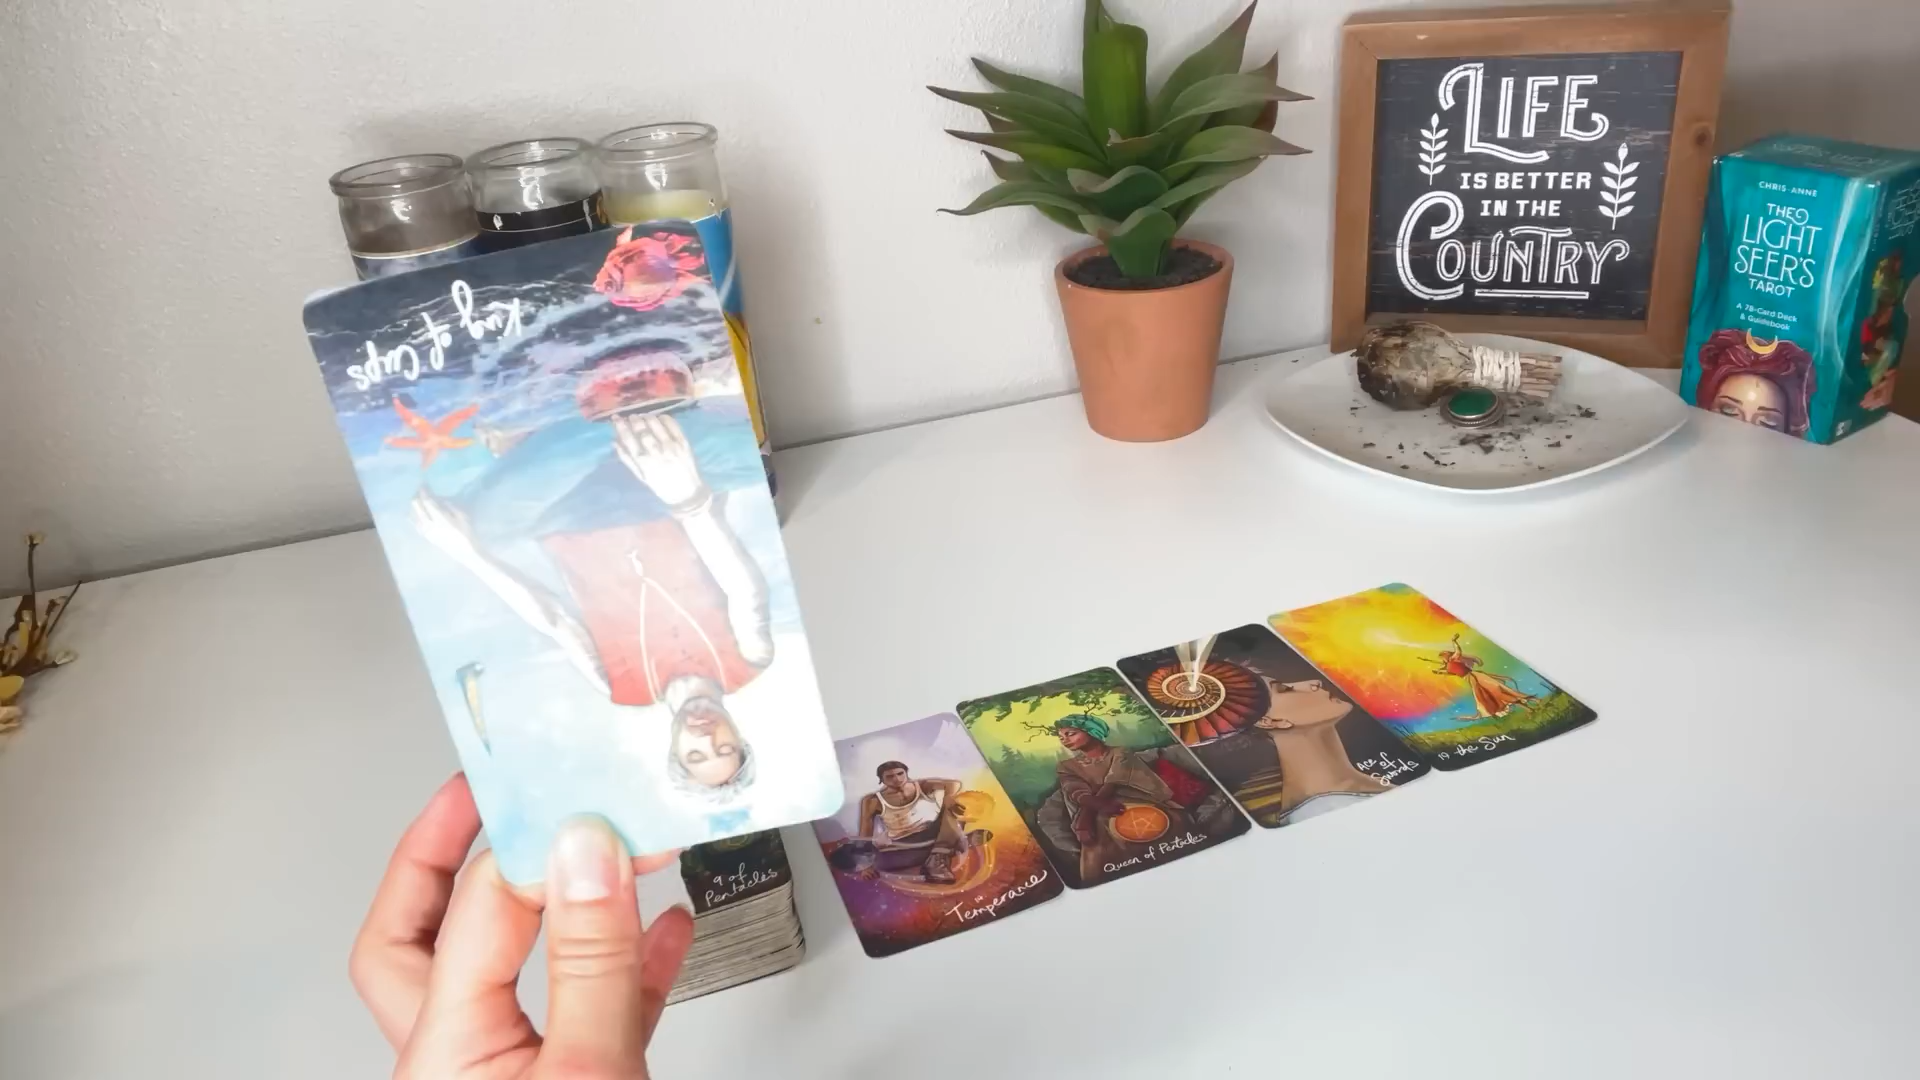 LIFE
IS BETTER
IN THE
COUNTRY
CHRIS-ANNE
THE
LIGHT
SEER'S
TAROT
A 78-Card Deck
& Guidebook
King of Cups
9 of
Pentacles
14
Temperance
Queen of Pentacles
Ace of
Swords
19 the Sun